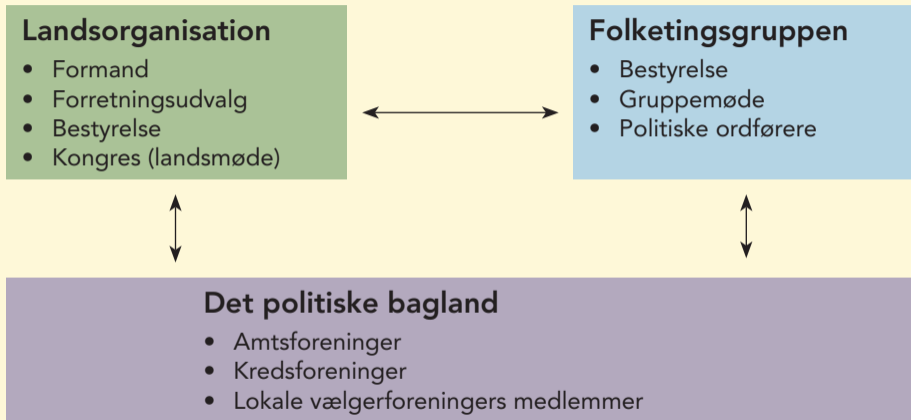 Landsorganisation
• Formand
• Forretningsudvalg
• Bestyrelse
• Kongres (landsmøde)
Folketingsgruppen
• Bestyrelse
• Gruppemøde
• Politiske ordførere
Det politiske bagland
• Amtsforeninger
• Kredsforeninger
• Lokale vælgerforeningers medlemmer